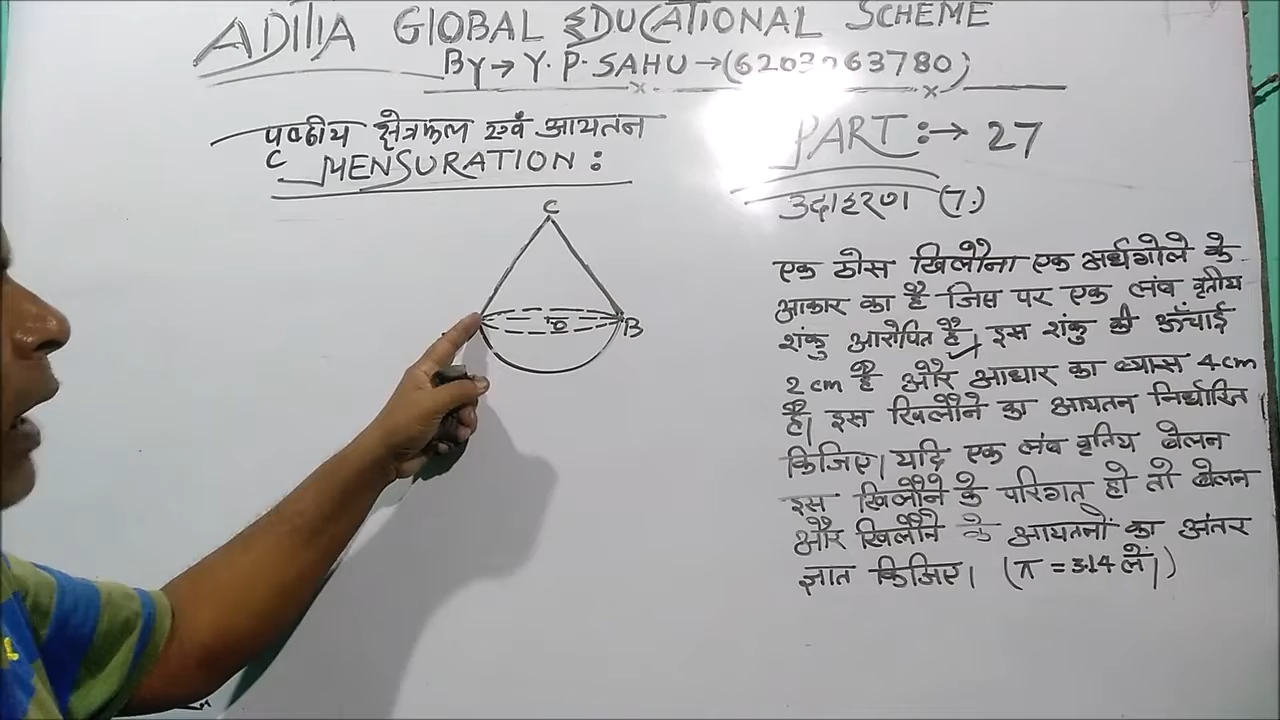 ADITIA GLOBAL EDUCATIONAL SCHEME
By → Y. P. SAHU → (6203263780)
पृष्ठीय क्षेत्रफल एवं आयतन
MENSURATION :
PART :→ 27
उदाहरण (7.)
C
O
B
एक ठोस खिलौना एक अर्धगोले के
आकार का है जिस पर एक लंब वृतीय
शंकु आरोपित है। इस शंकु की ऊँचाई
2 cm है और आधार का व्यास 4 cm
है। इस खिलौने का आयतन निर्धारित
किजिए। यदि एक लंब वृतिय बेलन
इस खिलौने के परिगत् हो तो बेलन
और खिलौने के आयतनों का अंतर
ज्ञात किजिए। (π = 3.14 लें।)